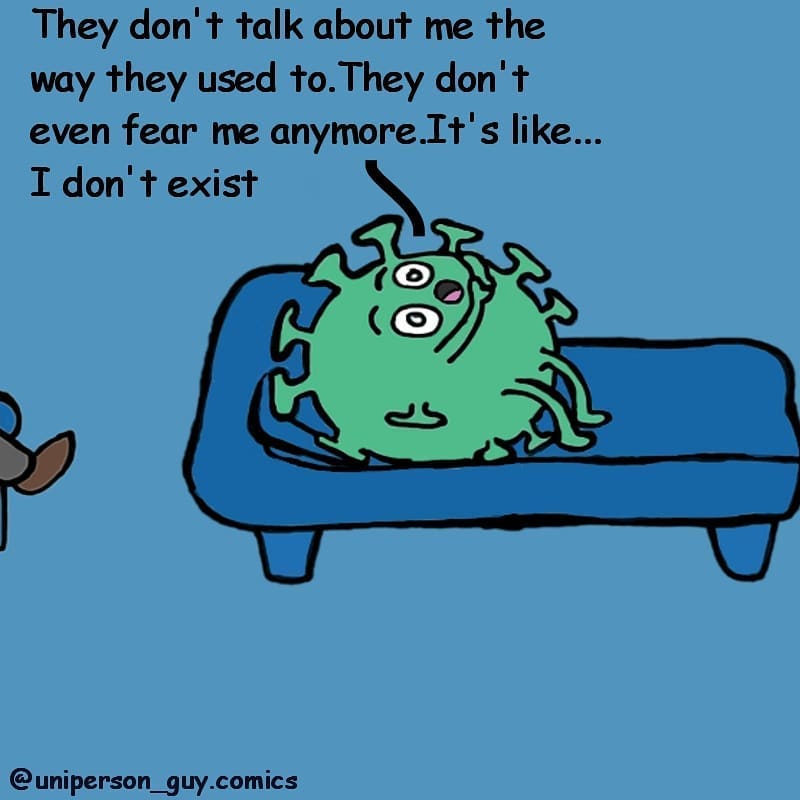 They don't talk about me the
way they used to.They don't
even fear me anymore.It's like...
I don't exist
@uniperson_guy.comics